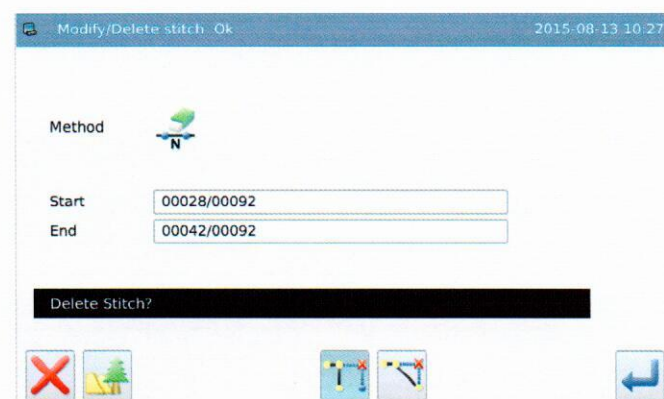 Modify/Delete stitch Ok 2015-08-13 10:27
Method
N
Start 00028/00092
End 00042/00092
Delete Stitch?